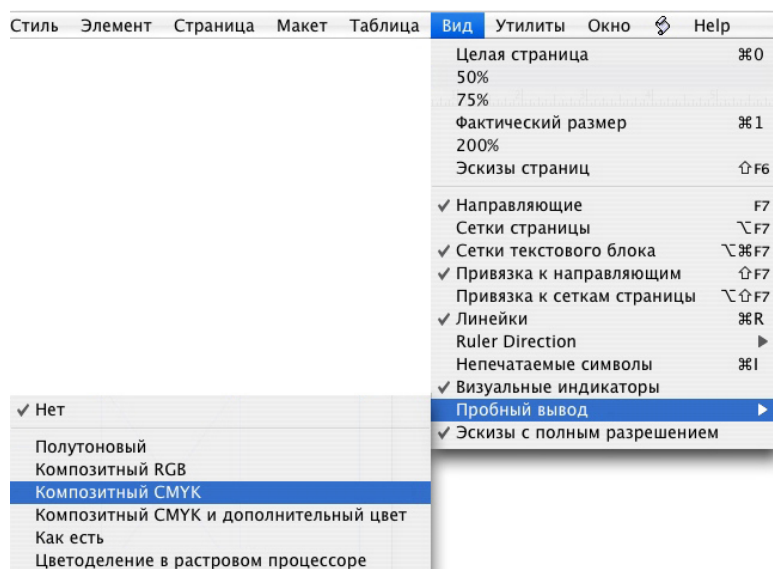 Стиль Элемент Страница Макет Таблица Вид Утилиты Окно Help
Целая страница ⌘0
50%
75%
Фактический размер ⌘1
200%
Эскизы страниц ⇧F6
✓ Направляющие F7
Сетки страницы ⌥F7
✓ Сетки текстового блока ⌥⌘F7
✓ Привязка к направляющим ⇧F7
Привязка к сеткам страницы ⌥⇧F7
✓ Линейки ⌘R
Ruler Direction ▶
Непечатаемые символы ⌘I
✓ Визуальные индикаторы
Пробный вывод ▶
✓ Эскизы с полным разрешением
✓ Нет
Полутоновый
Композитный RGB
Композитный CMYK
Композитный CMYK и дополнительный цвет
Как есть
Цветоделение в растровом процессоре